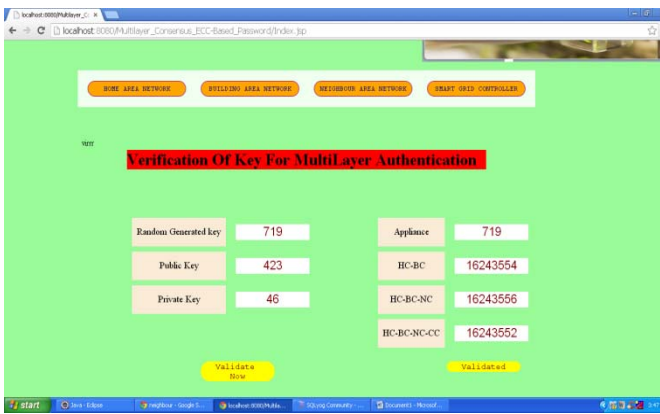 localhost:8080/Multilayer_C
localhost:8080/Multilayer_Consensus_ECC-Based_Password/Index.jsp
HOME AREA NETWORK BUILDING AREA NETWORK NEIGHBOUR AREA NETWORK SMART GRID CONTROLLER
Verification Of Key For MultiLayer Authentication
Random Generated key 719 Appliance 719
Public Key 423 HC-BC 16243554
Private Key 46 HC-BC-NC 16243556
HC-BC-NC-CC 16243552
Validate
Now
Validated
start Java - Eclipse neighbour - Google S... localhost:8080/Multila... SQLyog Community - ... Document1 - Microsof... 3:47